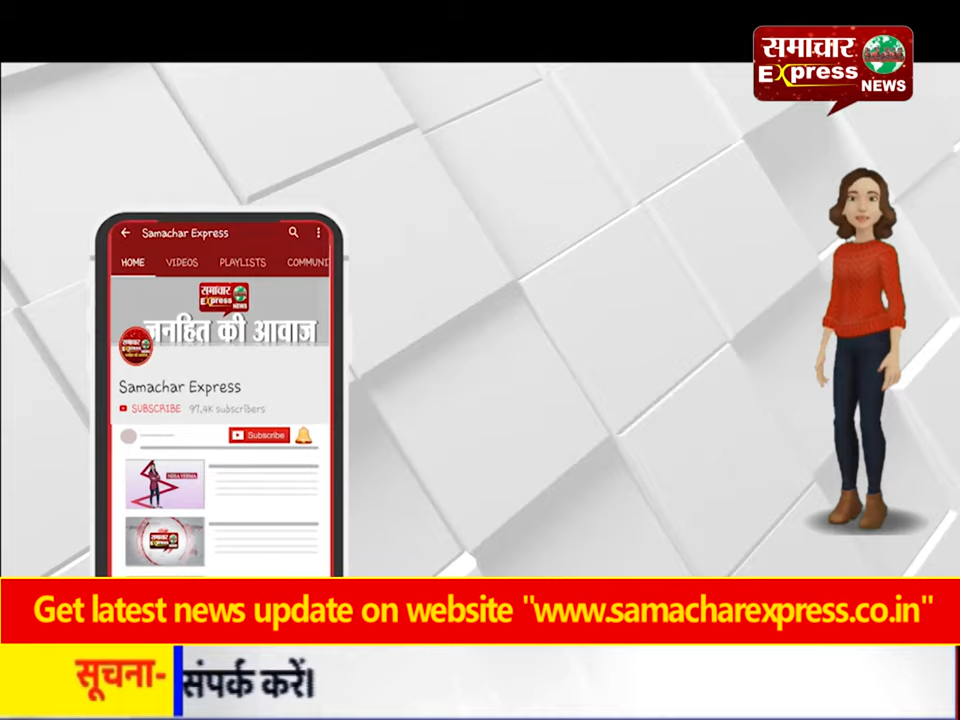 समाचार
Express
NEWS
Samachar Express
HOME VIDEOS PLAYLISTS COMMUNI
समाचार
Express
NEWS
जनहित की आवाज
Samachar Express
SUBSCRIBE 97.4K subscribers
Subscribe
Get latest news update on website "www.samacharexpress.co.in"
सूचना- संपर्क करें।